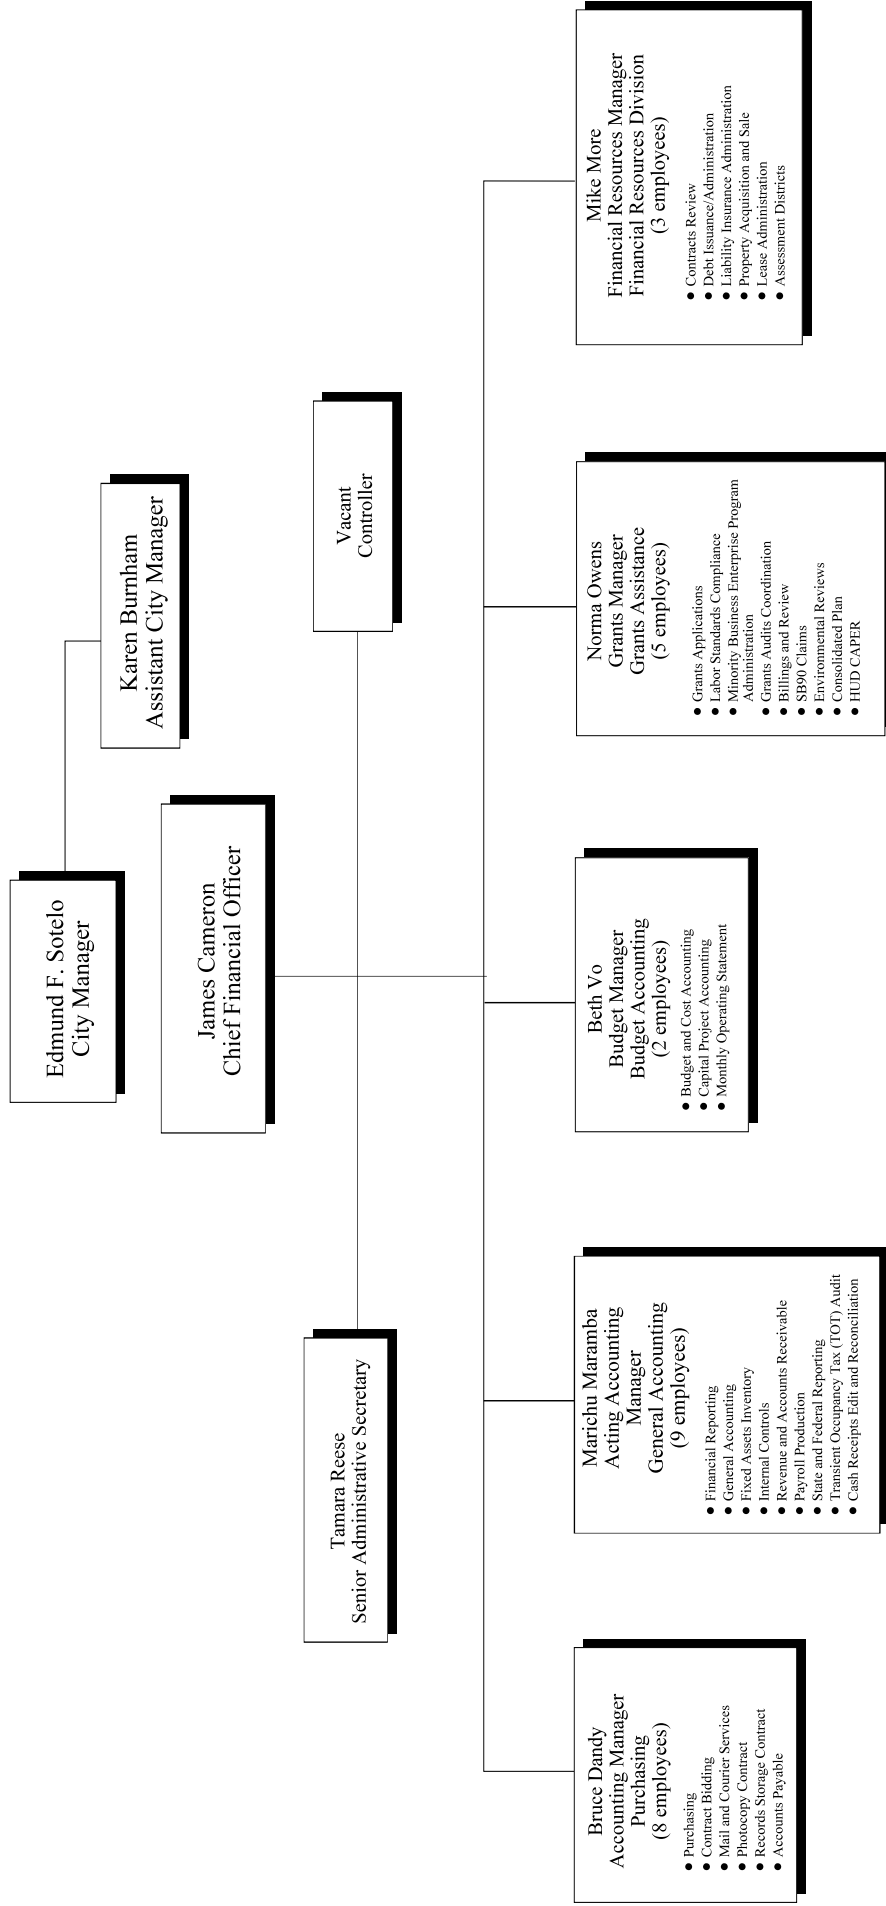 Edmund F. Sotelo
City Manager
Karen Burnham
Assistant City Manager
James Cameron
Chief Financial Officer
Tamara Reese
Senior Administrative Secretary
Vacant
Controller
Bruce Dandy
Accounting Manager
Purchasing
(8 employees)
● Purchasing
● Contract Bidding
● Mail and Courier Services
● Photocopy Contract
● Records Storage Contract
● Accounts Payable
Marichu Maramba
Acting Accounting
Manager
General Accounting
(9 employees)
● Financial Reporting
● General Accounting
● Fixed Assets Inventory
● Internal Controls
● Revenue and Accounts Receivable
● Payroll Production
● State and Federal Reporting
● Transient Occupancy Tax (TOT) Audit
● Cash Receipts Edit and Reconciliation
Beth Vo
Budget Manager
Budget Accounting
(2 employees)
● Budget and Cost Accounting
● Capital Project Accounting
● Monthly Operating Statement
Norma Owens
Grants Manager
Grants Assistance
(5 employees)
● Grants Applications
● Labor Standards Compliance
● Minority Business Enterprise Program
Administration
● Grants Audits Coordination
● Billings and Review
● SB90 Claims
● Environmental Reviews
● Consolidated Plan
● HUD CAPER
Mike More
Financial Resources Manager
Financial Resources Division
(3 employees)
● Contracts Review
● Debt Issuance/Administration
● Liability Insurance Administration
● Property Acquisition and Sale
● Lease Administration
● Assessment Districts